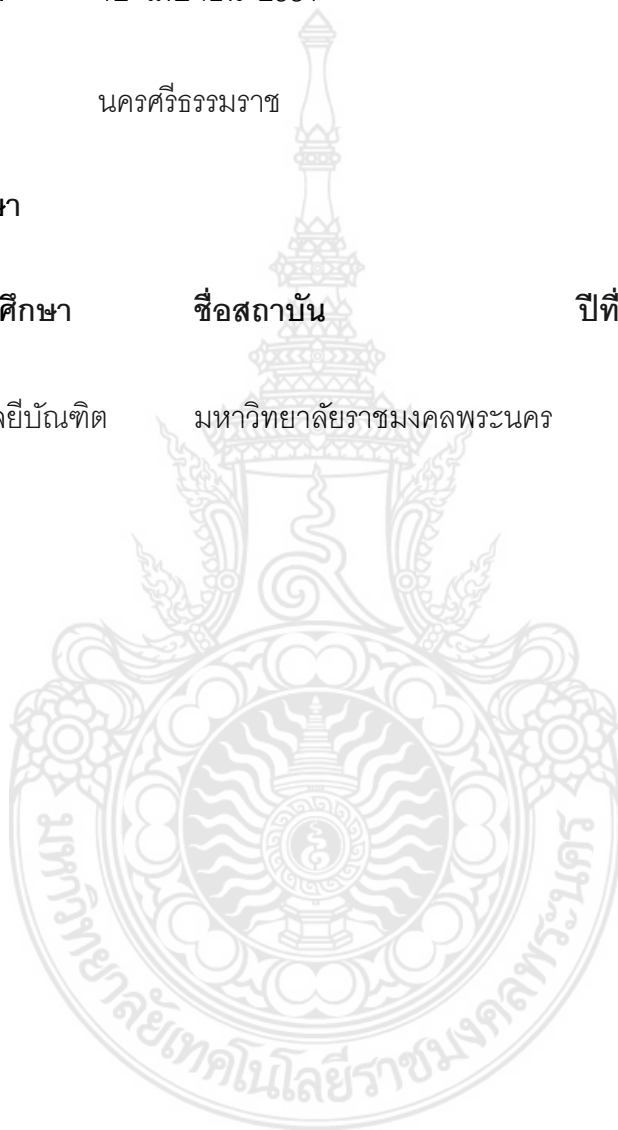 นครศรีธรรมราช
ษา
ศึกษา ชื่อสถาบัน ปีที่
ลยีบัณฑิต มหาวิทยาลัยราชมงคลพระนคร
มหาวิทยาลัยเทคโนโลยีราชมงคลพระนคร